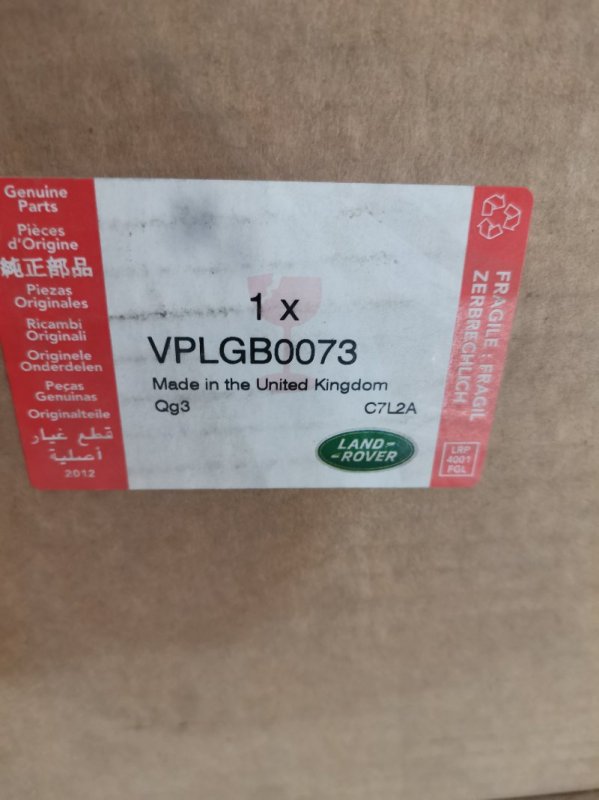 Genuine
Parts
Pièces
d'Origine
純正部品
Piezas
Originales
Ricambi
Originali
Originele
Onderdelen
Peças
Genuinas
Originalteile
قطع غيار
أصلية
2012
1 x
VPLGB0073
Made in the United Kingdom
Qg3 C7L2A
LAND-
-ROVER
FRAGILE : FRAGIL
ZERBRECHLICH
LRP
4001
FGL